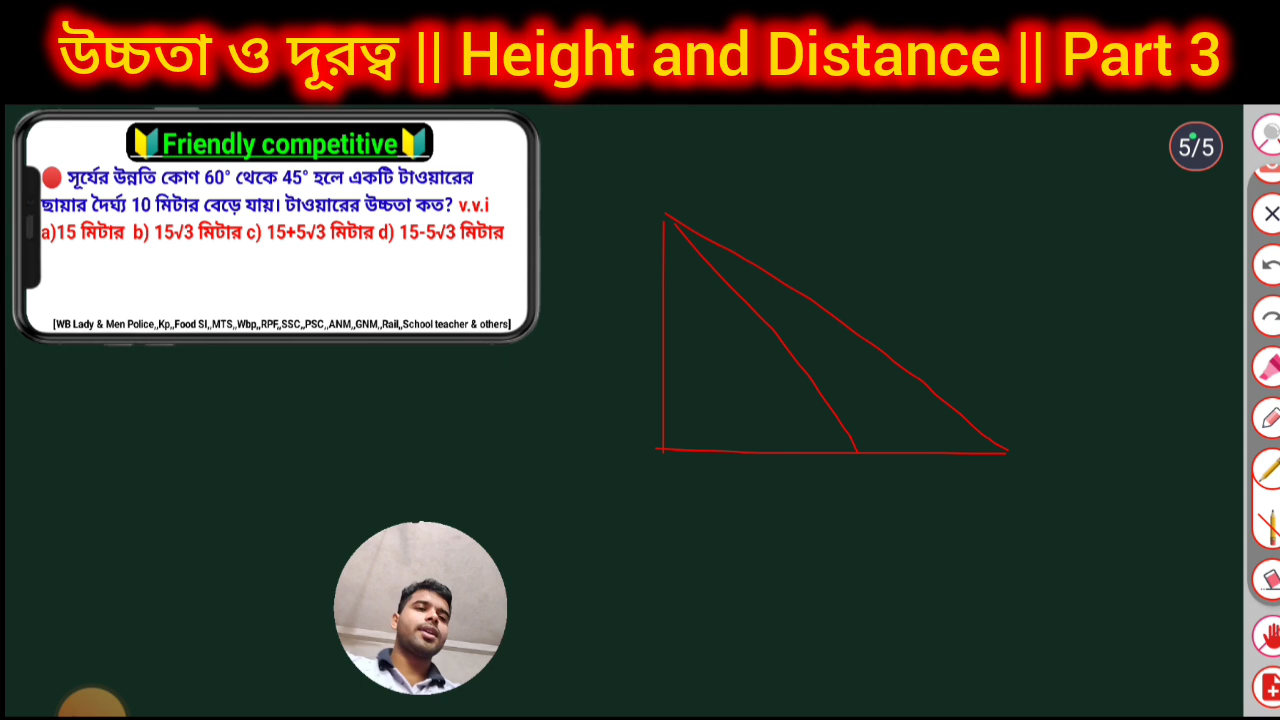 উচ্চতা ও দূরত্ব || Height and Distance || Part 3
🔰Friendly competitive🔰
🔴 সূর্যের উন্নতি কোণ 60° থেকে 45° হলে একটি টাওয়ারের
ছায়ার দৈর্ঘ্য 10 মিটার বেড়ে যায়। টাওয়ারের উচ্চতা কত? v.v.i
a)15 মিটার b) 15√3 মিটার c) 15+5√3 মিটার d) 15-5√3 মিটার
[WB Lady & Men Police,,Kp,,Food SI,,MTS,,Wbp,,RPF,,SSC,,PSC,,ANM,,GNM,,Rail,,School teacher & others]
5/5